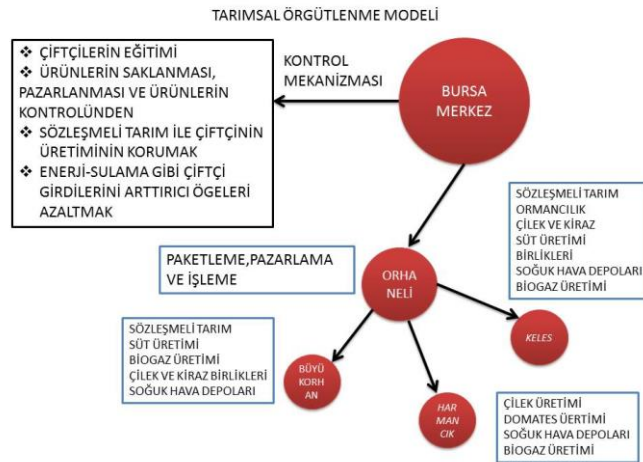 TARIMSAL ÖRGÜTLENME MODELİ
❖ ÇİFTÇİLERİN EĞİTİMİ
❖ ÜRÜNLERİN SAKLANMASI,
PAZARLANMASI VE ÜRÜNLERİN
KONTROLÜNDEN
❖ SÖZLEŞMELİ TARIM İLE ÇİFTÇİNİN
ÜRETİMİNİN KORUMAK
❖ ENERJİ-SULAMA GİBİ ÇİFTÇİ
GİRDİLERİNİ ARTTIRICI ÖGELERİ
AZALTMAK
KONTROL
MEKANİZMASI
BURSA
MERKEZ
SÖZLEŞMELİ TARIM
ORMANCILIK
ÇİLEK VE KİRAZ
SÜT ÜRETİMİ
BİRLİKLERİ
SOĞUK HAVA DEPOLARI
BİOGAZ ÜRETİMİ
PAKETLEME,PAZARLAMA
VE İŞLEME
ORHA
NELİ
KELES
SÖZLEŞMELİ TARIM
SÜT ÜRETİMİ
BİOGAZ ÜRETİMİ
ÇİLEK VE KİRAZ BİRLİKLERİ
SOĞUK HAVA DEPOLARI
BÜYÜ
KORH
AN
HAR
MAN
CIK
ÇİLEK ÜRETİMİ
DOMATES ÜERTİMİ
SOĞUK HAVA DEPOLARI
BİOGAZ ÜRETİMİ